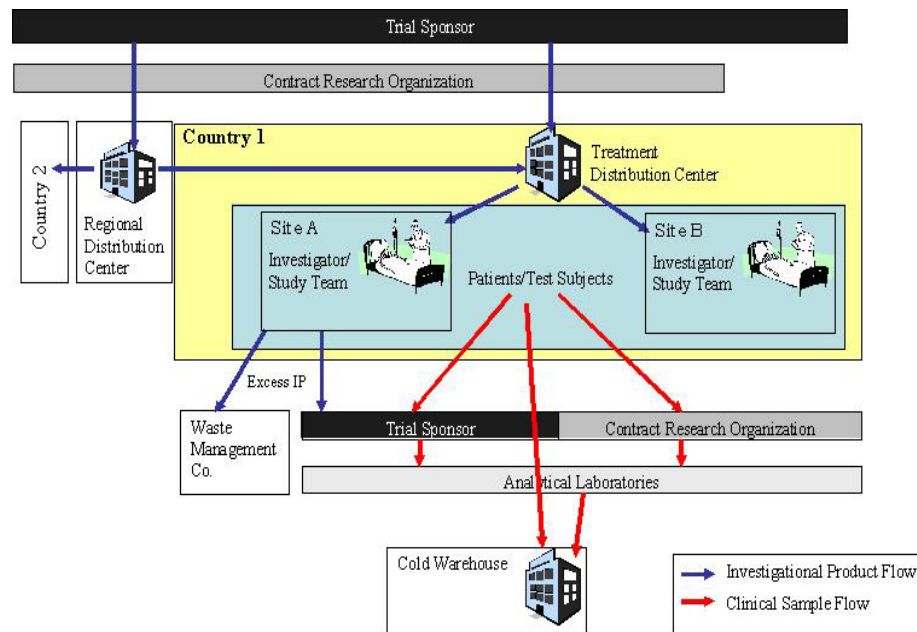 Trial Sponsor
Contract Research Organization
Country 1
Country 2
Regional
Distribution
Center
Treatment
Distribution Center
Site A
Investigator/
Study Team
Patients/Test Subjects
Site B
Investigator/
Study Team
Excess IP
Waste
Management
Co.
Trial Sponsor
Contract Research Organization
Analytical Laboratories
Cold Warehouse
Investigational Product Flow
Clinical Sample Flow